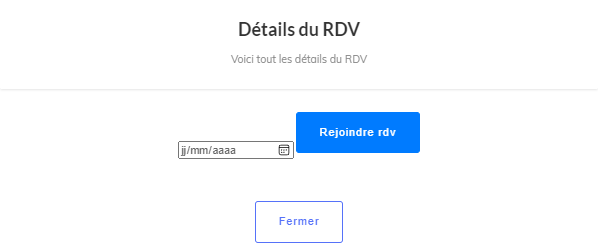 Détails du RDV
Voici tout les détails du RDV
Rejoindre rdv
jj/mm/aaaa
Fermer